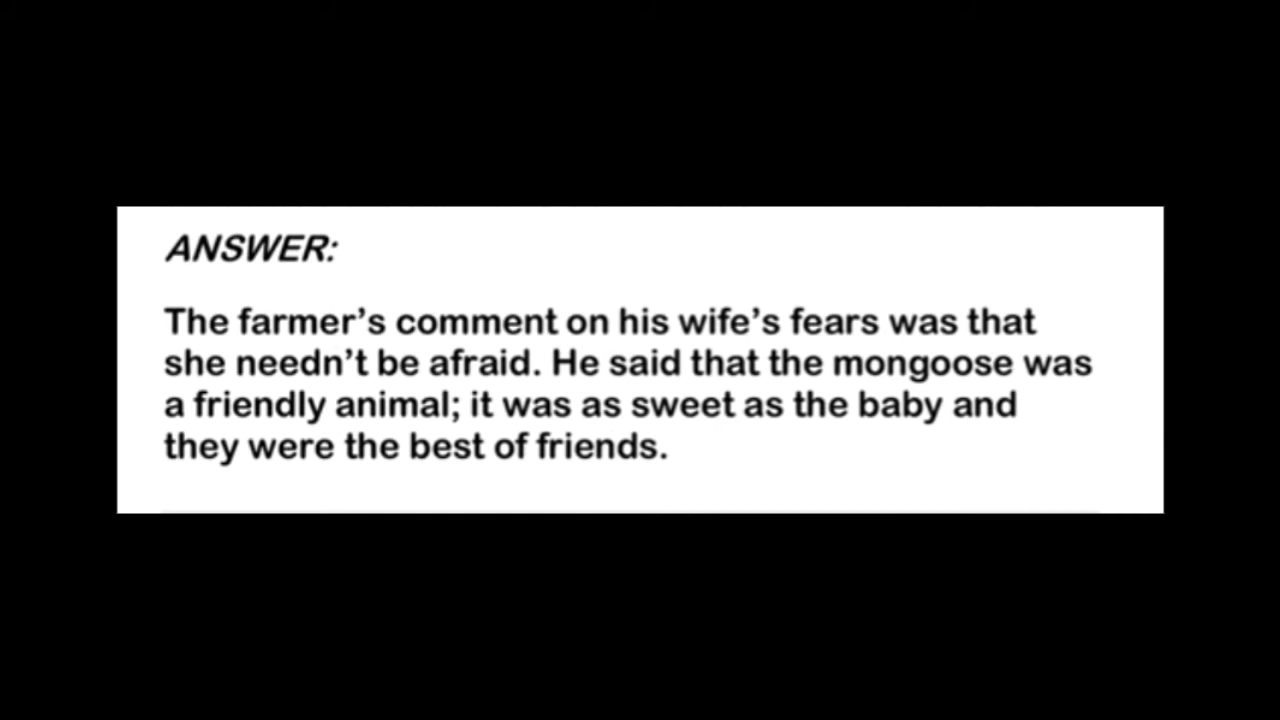 ANSWER:
The farmer’s comment on his wife’s fears was that
she needn’t be afraid. He said that the mongoose was
a friendly animal; it was as sweet as the baby and
they were the best of friends.